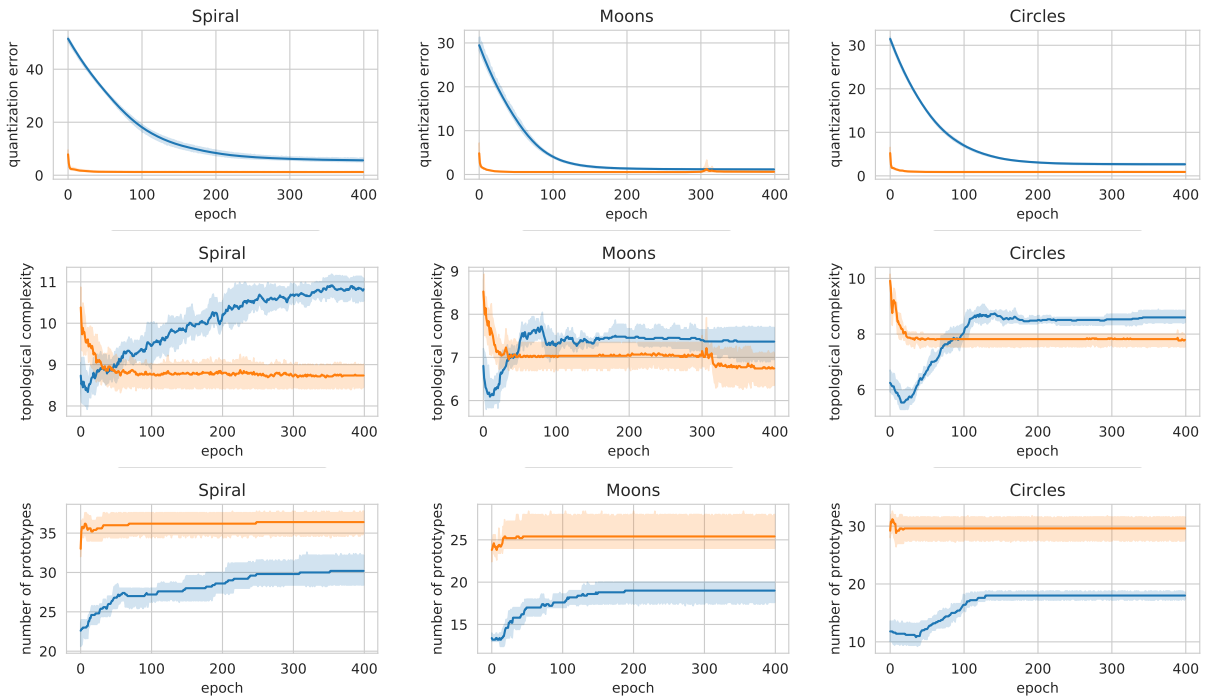 Spiral
Moons
Circles
quantization error
40
20
0
0 100 200 300 400
epoch
quantization error
30
20
10
0
0 100 200 300 400
epoch
quantization error
30
20
10
0
0 100 200 300 400
epoch
Spiral
Moons
Circles
topological complexity
11
10
9
8
0 100 200 300 400
epoch
topological complexity
9
8
7
6
0 100 200 300 400
epoch
topological complexity
10
8
6
0 100 200 300 400
epoch
Spiral
Moons
Circles
number of prototypes
35
30
25
20
0 100 200 300 400
epoch
number of prototypes
25
20
15
0 100 200 300 400
epoch
number of prototypes
30
20
10
0 100 200 300 400
epoch